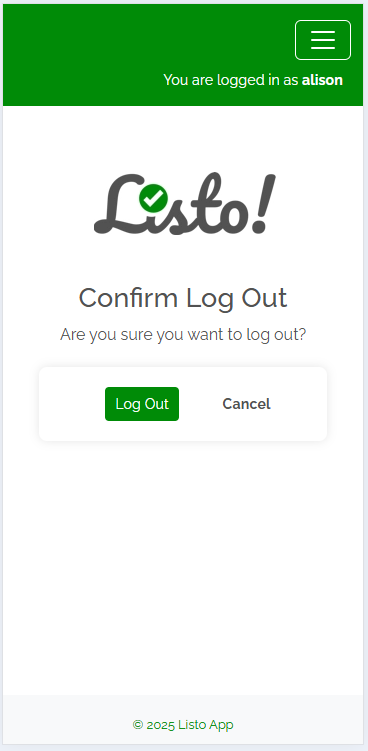 You are logged in as alison
Listo!
Confirm Log Out
Are you sure you want to log out?
Log Out Cancel
© 2025 Listo App